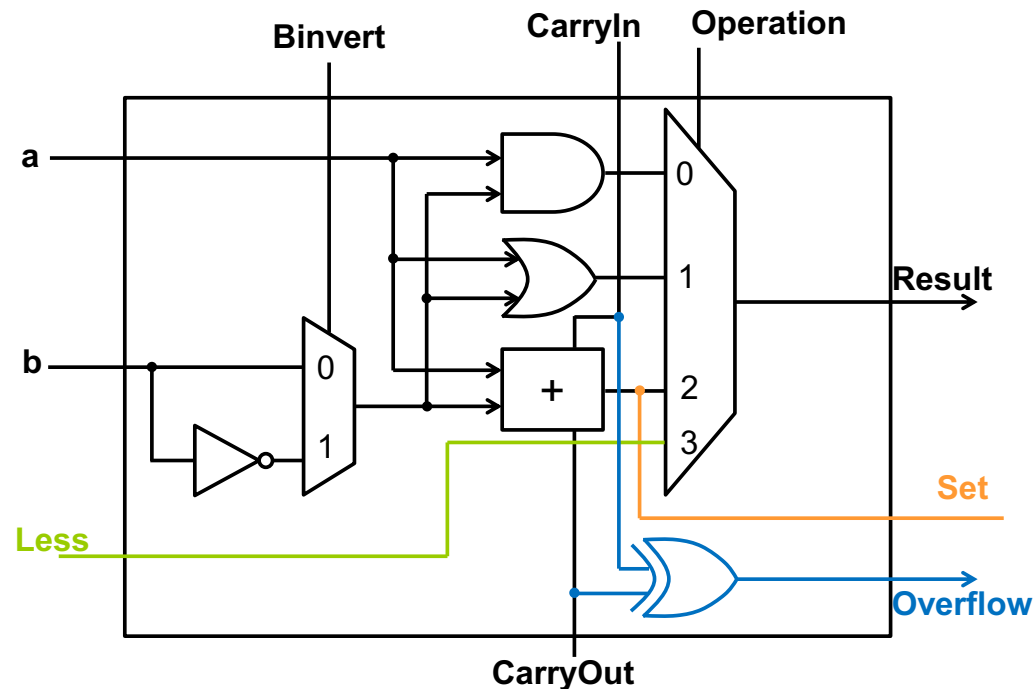 CarryIn
Operation
Binvert
a
0
1
Result
b
0
+
2
1
3
Set
Less
Overflow
CarryOut